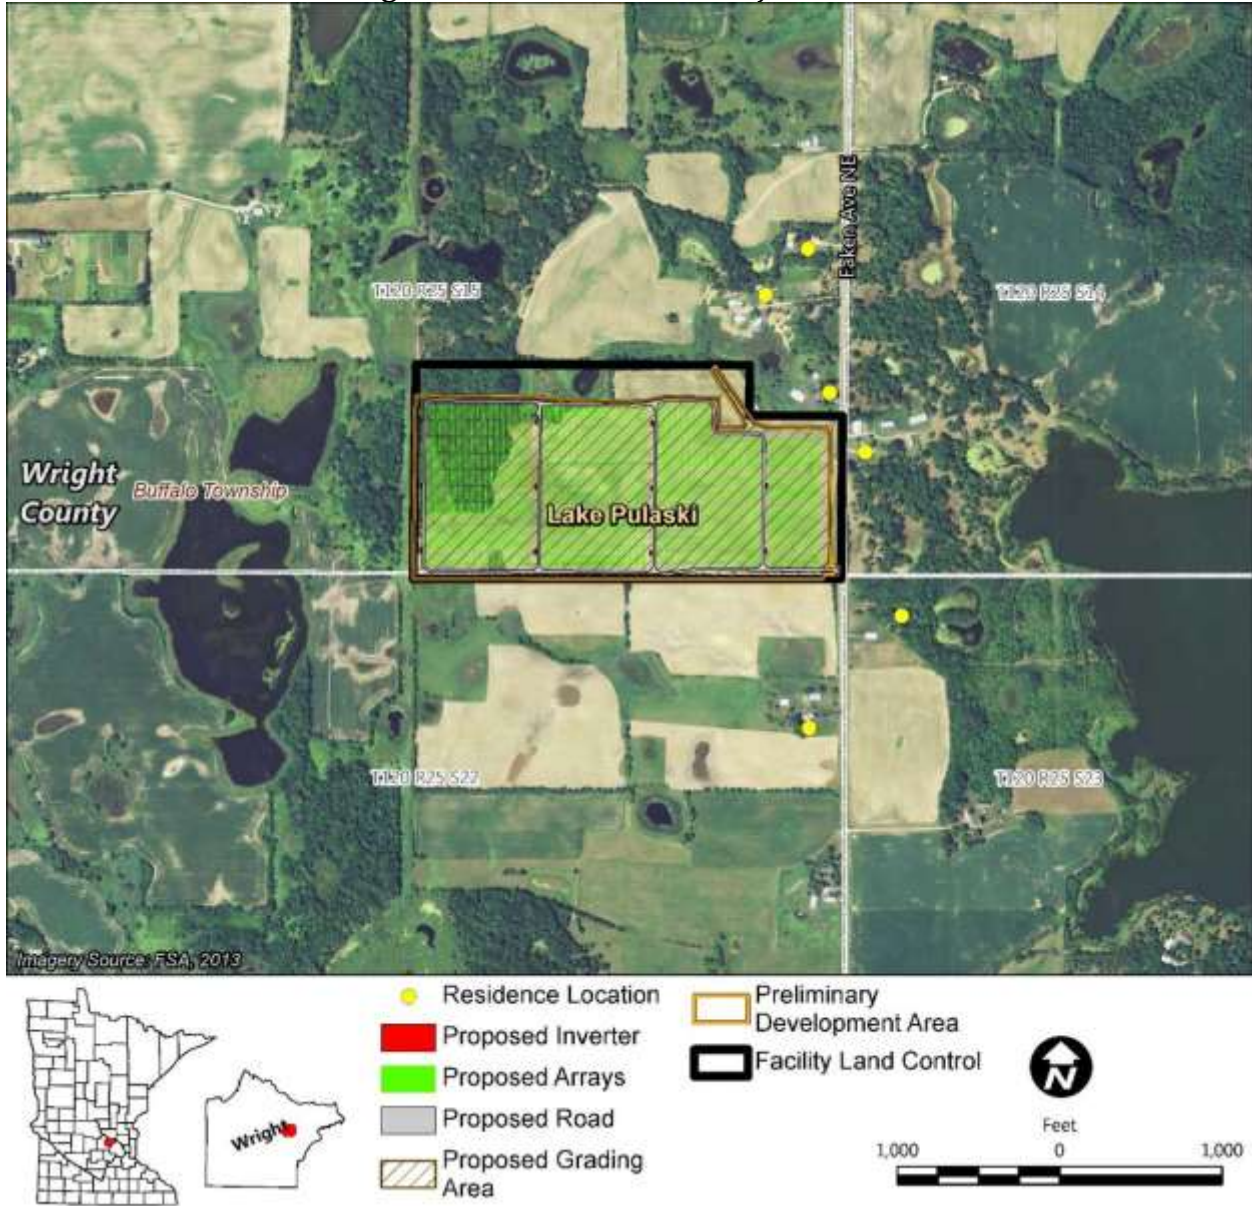 Faken Ave NE
T120 R25 S15
T120 R25 S14
Wright
County
Buffalo Township
Lake Pulaski
T120 R25 S22
T120 R25 S23
Imagery Source: FSA, 2013
Wright
Residence Location
Proposed Inverter
Proposed Arrays
Proposed Road
Proposed Grading
Area
Preliminary
Development Area
Facility Land Control
N
Feet
1,000 0 1,000